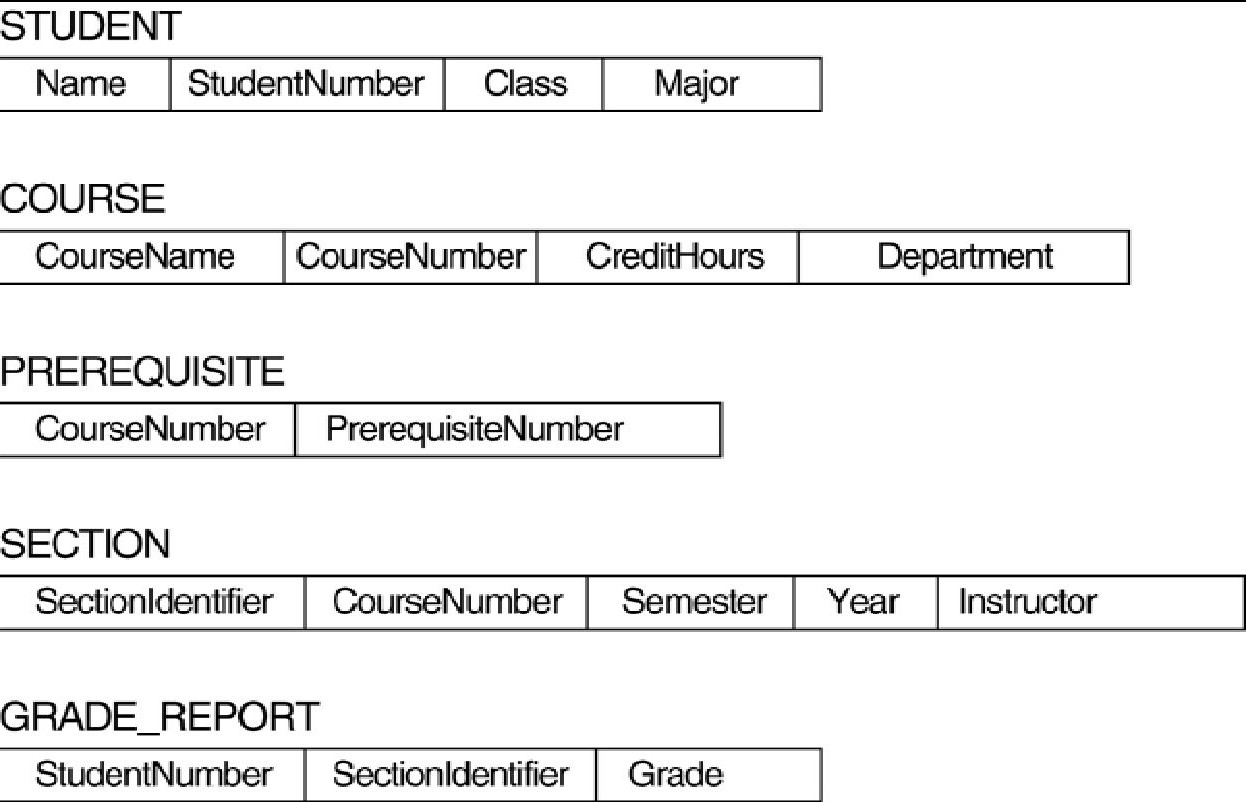 STUDENT
Name StudentNumber Class Major
COURSE
CourseName CourseNumber CreditHours Department
PREREQUISITE
CourseNumber PrerequisiteNumber
SECTION
SectionIdentifier CourseNumber Semester Year Instructor
GRADE_REPORT
StudentNumber SectionIdentifier Grade